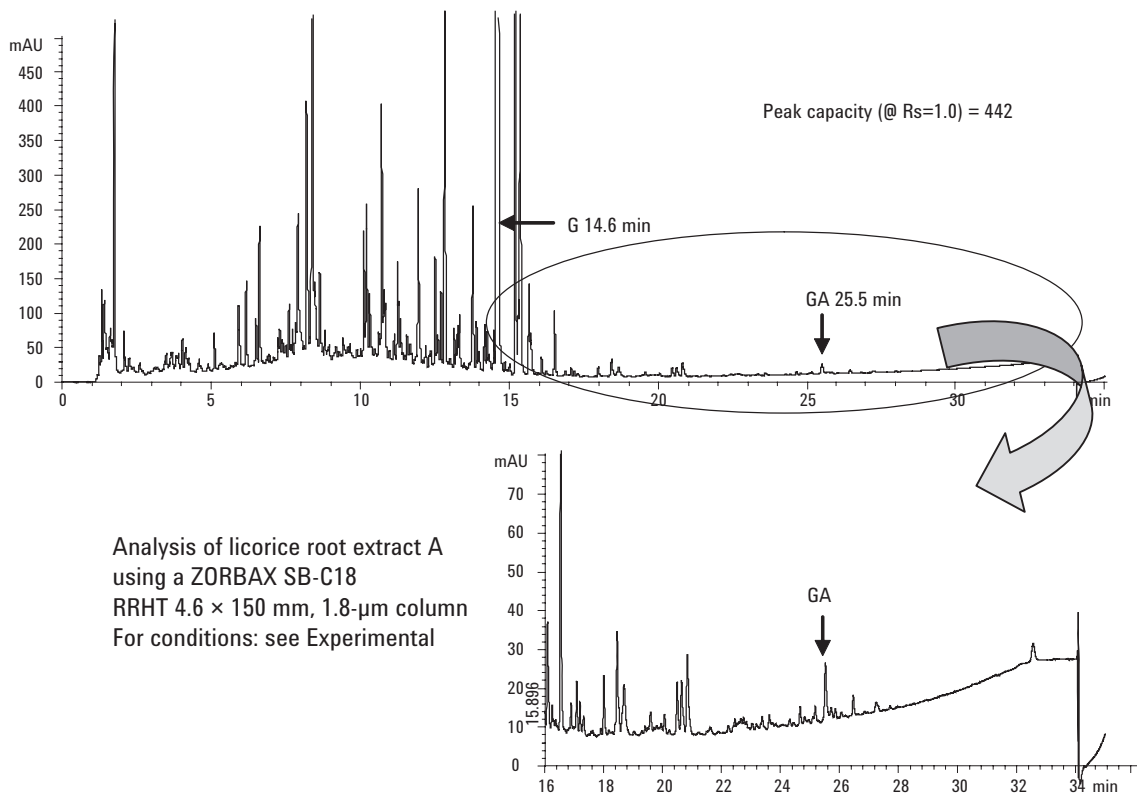 mAU
450
400
350
300
250
200
150
100
50
0
Peak capacity (@ Rs=1.0) = 442
G 14.6 min
GA 25.5 min
0 5 10 15 20 25 30 min
mAU
70
60
50
40
30
20
10
0
15.896
GA
16 18 20 22 24 26 28 30 32 34 min
Analysis of licorice root extract A
using a ZORBAX SB-C18
RRHT 4.6 × 150 mm, 1.8-µm column
For conditions: see Experimental